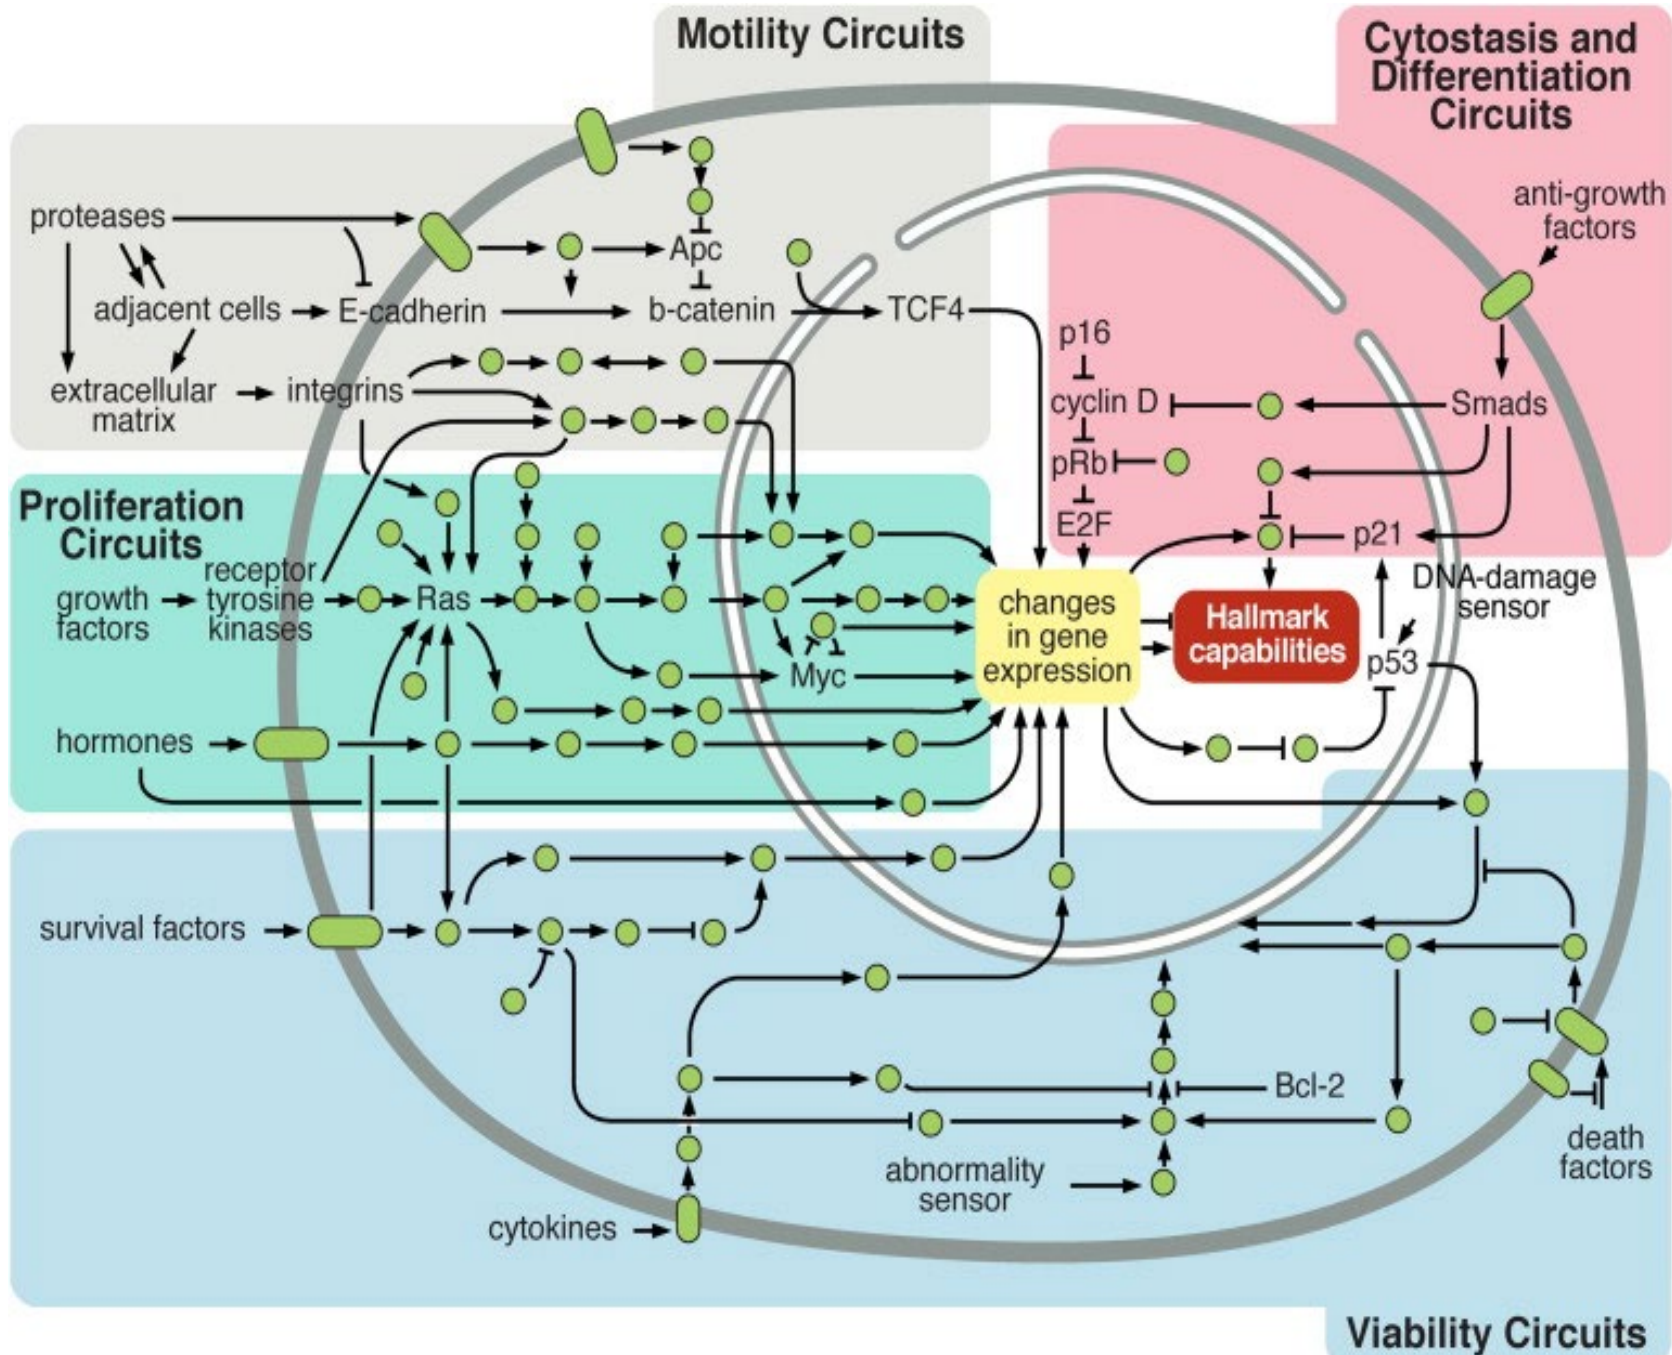 Motility Circuits
Cytostasis and
Differentiation
Circuits
anti-growth
factors
proteases
Apc
adjacent cells
E-cadherin
b-catenin
TCF4
p16
extracellular
matrix
integrins
cyclin D
Smads
pRb
Proliferation
Circuits
E2F
p21
receptor
tyrosine
kinases
growth
factors
Ras
changes
in gene
expression
Hallmark
capabilities
DNA-damage
sensor
p53
Myc
hormones
survival factors
Bcl-2
death
factors
abnormality
sensor
cytokines
Viability Circuits